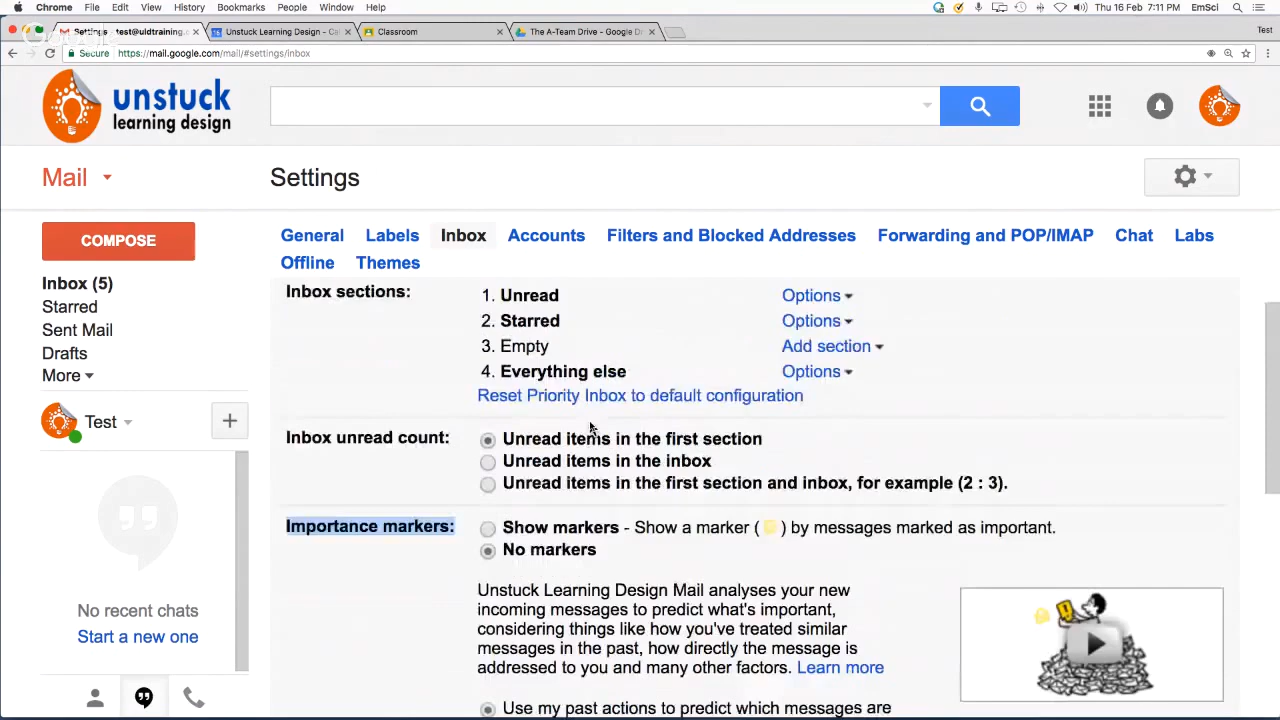 Chrome File Edit View History Bookmarks People Window Help Thu 16 Feb 7:11 PM EmSci
Settings - test@uldtraining. Unstuck Learning Design - Cal Classroom The A-Team Drive - Google Dr Test
Secure https://mail.google.com/mail/#settings/inbox
unstuck
learning design
Mail Settings
COMPOSE
General Labels Inbox Accounts Filters and Blocked Addresses Forwarding and POP/IMAP Chat Labs
Offline Themes
Inbox (5)
Starred
Sent Mail
Drafts
More
Test
No recent chats
Start a new one
Inbox sections: 1. Unread Options
2. Starred Options
3. Empty Add section
4. Everything else Options
Reset Priority Inbox to default configuration
Inbox unread count: Unread items in the first section
Unread items in the inbox
Unread items in the first section and inbox, for example (2 : 3).
Importance markers: Show markers - Show a marker ( ) by messages marked as important.
No markers
Unstuck Learning Design Mail analyses your new
incoming messages to predict what's important,
considering things like how you've treated similar
messages in the past, how directly the message is
addressed to you and many other factors. Learn more
Use my past actions to predict which messages are